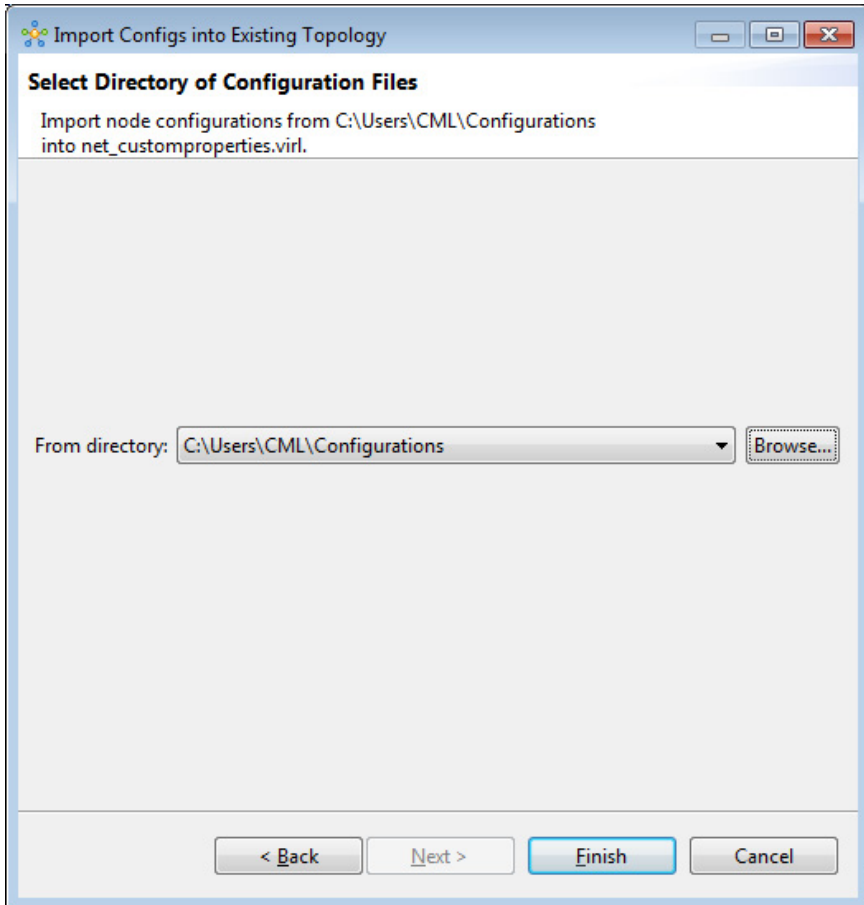 Import Configs into Existing Topology
Select Directory of Configuration Files
Import node configurations from C:\Users\CML\Configurations
into net_customproperties.virl.
From directory: C:\Users\CML\Configurations Browse...
< Back Next > Finish Cancel